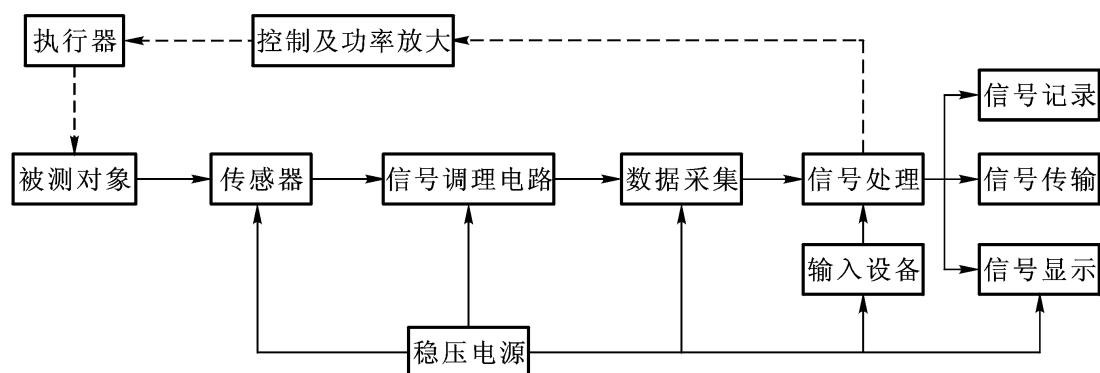 执行器
控制及功率放大
信号记录
被测对象
传感器
信号调理电路
数据采集
信号处理
信号传输
输入设备
信号显示
稳压电源